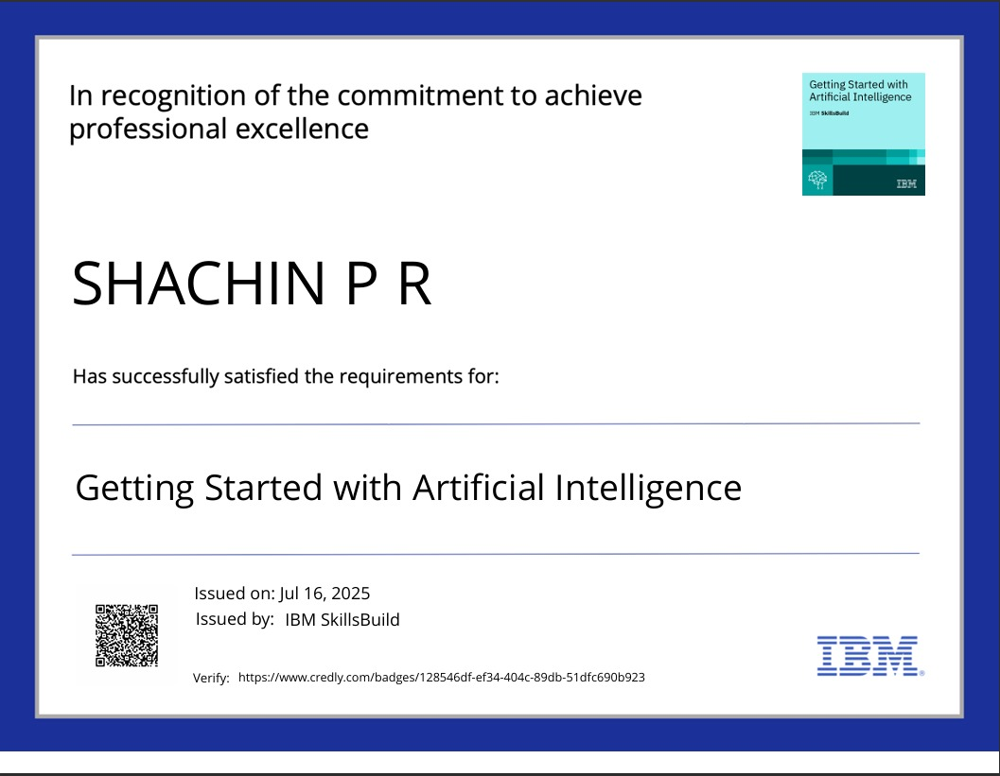 In recognition of the commitment to achieve
professional excellence
Getting Started with
Artificial Intelligence
IBM SkillsBuild
IBM
SHACHIN P R
Has successfully satisfied the requirements for:
Getting Started with Artificial Intelligence
Issued on: Jul 16, 2025
Issued by: IBM SkillsBuild
Verify: https://www.credly.com/badges/128546df-ef34-404c-89db-51dfc690b923
IBM®